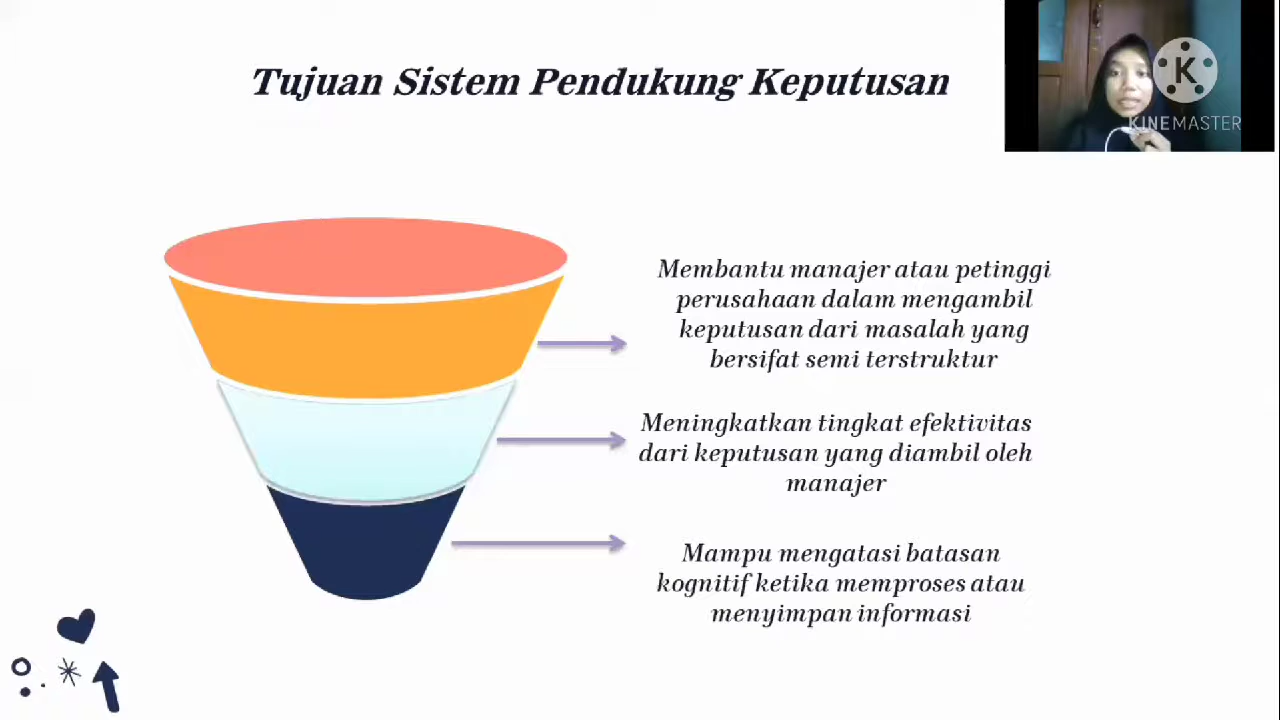 Tujuan Sistem Pendukung Keputusan
K
KINEMASTER
Membantu manajer atau petinggi
perusahaan dalam mengambil
keputusan dari masalah yang
bersifat semi terstruktur
Meningkatkan tingkat efektivitas
dari keputusan yang diambil oleh
manajer
Mampu mengatasi batasan
kognitif ketika memproses atau
menyimpan informasi